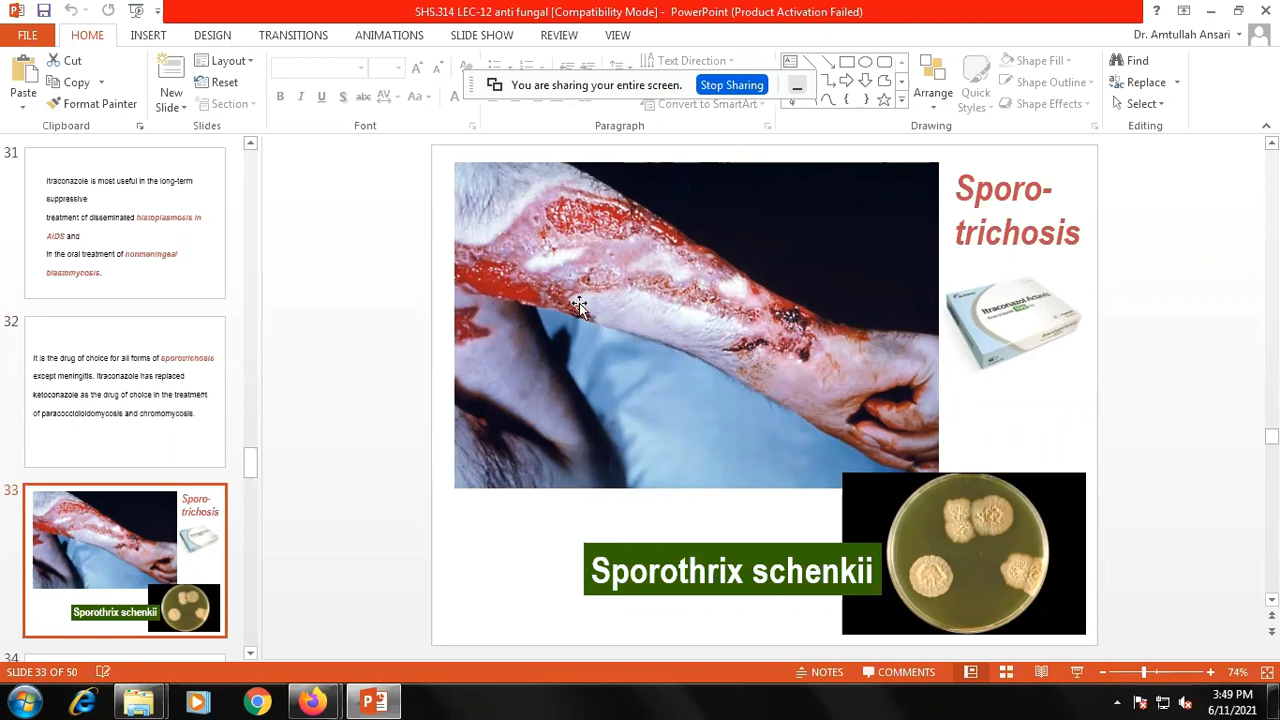 SHS.314 LEC-12 anti fungal [Compatibility Mode] - PowerPoint (Product Activation Failed)
FILE HOME INSERT DESIGN TRANSITIONS ANIMATIONS SLIDE SHOW REVIEW VIEW Dr. Amtullah Ansari
Paste Cut
Copy
Format Painter
Clipboard
New Slide
Layout
Reset
Section
Slides
B I U S abc AV Aa A
Font
You are sharing your entire screen. Stop Sharing
Text Direction
Convert to SmartArt
Paragraph
Arrange
Quick Styles
Shape Fill
Shape Outline
Shape Effects
Drawing
Find
Replace
Select
Editing
31
Itraconazole is most useful in the long-term
suppressive
treatment of disseminated histoplasmosis in
AIDS and
in the oral treatment of nonmeningeal
blastomycosis.
32
It is the drug of choice for all forms of sporotrichosis
except meningitis. Itraconazole has replaced
ketoconazole as the drug of choice in the treatment
of paracoccidioidomycosis and chromomycosis.
33
Sporo-
trichosis
Sporothrix schenkii
34
Sporo-
trichosis
Itraconazol Actavis
Sporothrix schenkii
SLIDE 33 OF 50 NOTES COMMENTS 74%
3:49 PM
6/11/2021